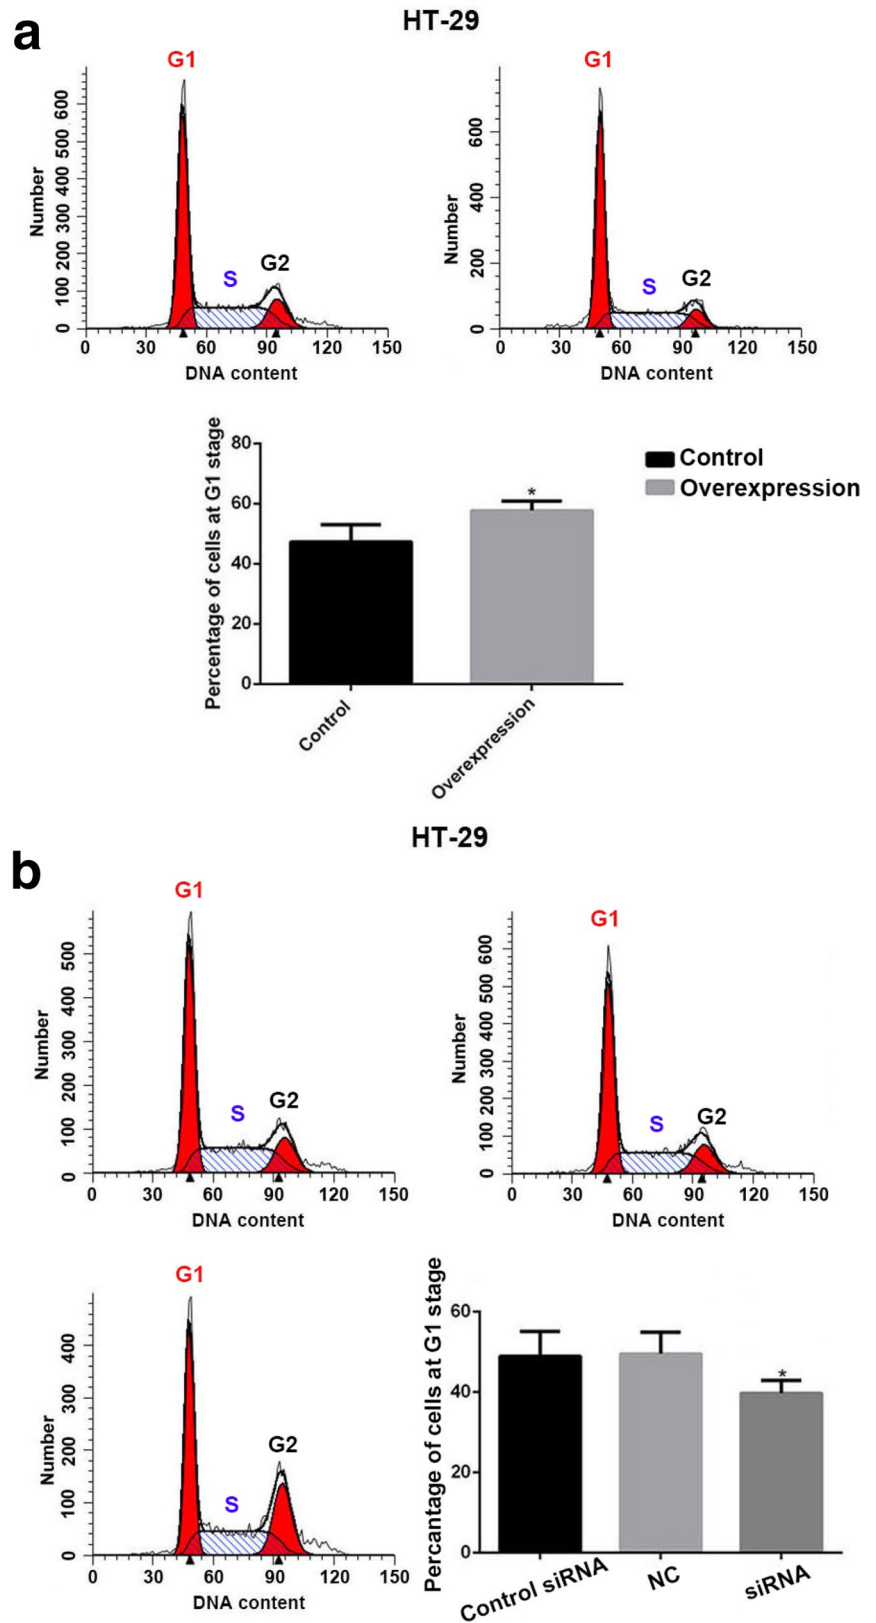 a
HT-29
G1
S
G2
Number
0 100 200 300 400 500 600
0 30 60 90 120 150
DNA content
G1
S
G2
Number
0 200 400 600
0 30 60 90 120 150
DNA content
Percentage of cells at G1 stage
80
60
40
20
0
*
Control
Overexpression
Control
Overexpression
b
HT-29
G1
S
G2
Number
0 100 200 300 400 500
0 30 60 90 120 150
DNA content
G1
S
G2
Number
0 100 200 300 400 500 600
0 30 60 90 120 150
DNA content
G1
S
G2
Number
0 100 200 300 400
0 30 60 90 120 150
DNA content
Percantage of cells at G1 stage
60
40
20
0
*
Control siRNA
NC
siRNA